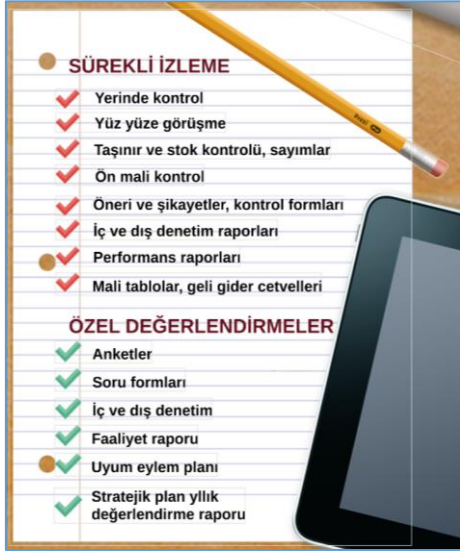 SÜREKLİ İZLEME
Yerinde kontrol
Yüz yüze görüşme
Taşınır ve stok kontrolü, sayımlar
Ön mali kontrol
Öneri ve şikayetler, kontrol formları
İç ve dış denetim raporları
Performans raporları
Mali tablolar, geli gider cetvelleri
ÖZEL DEĞERLENDİRMELER
Anketler
Soru formları
İç ve dış denetim
Faaliyet raporu
Uyum eylem planı
Stratejik plan yllık
değerlendirme raporu